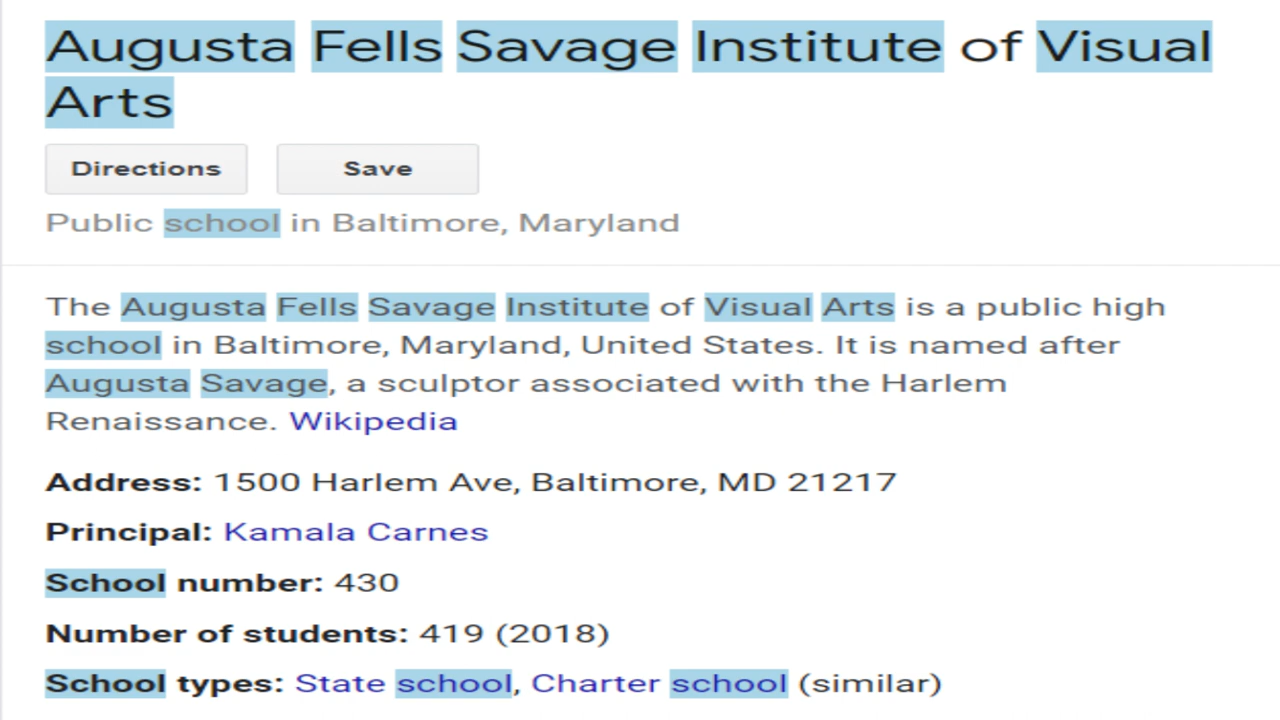 Augusta Fells Savage Institute of Visual
Arts
Directions Save
Public school in Baltimore, Maryland
The Augusta Fells Savage Institute of Visual Arts is a public high
school in Baltimore, Maryland, United States. It is named after
Augusta Savage, a sculptor associated with the Harlem
Renaissance. Wikipedia
Address: 1500 Harlem Ave, Baltimore, MD 21217
Principal: Kamala Carnes
School number: 430
Number of students: 419 (2018)
School types: State school, Charter school (similar)